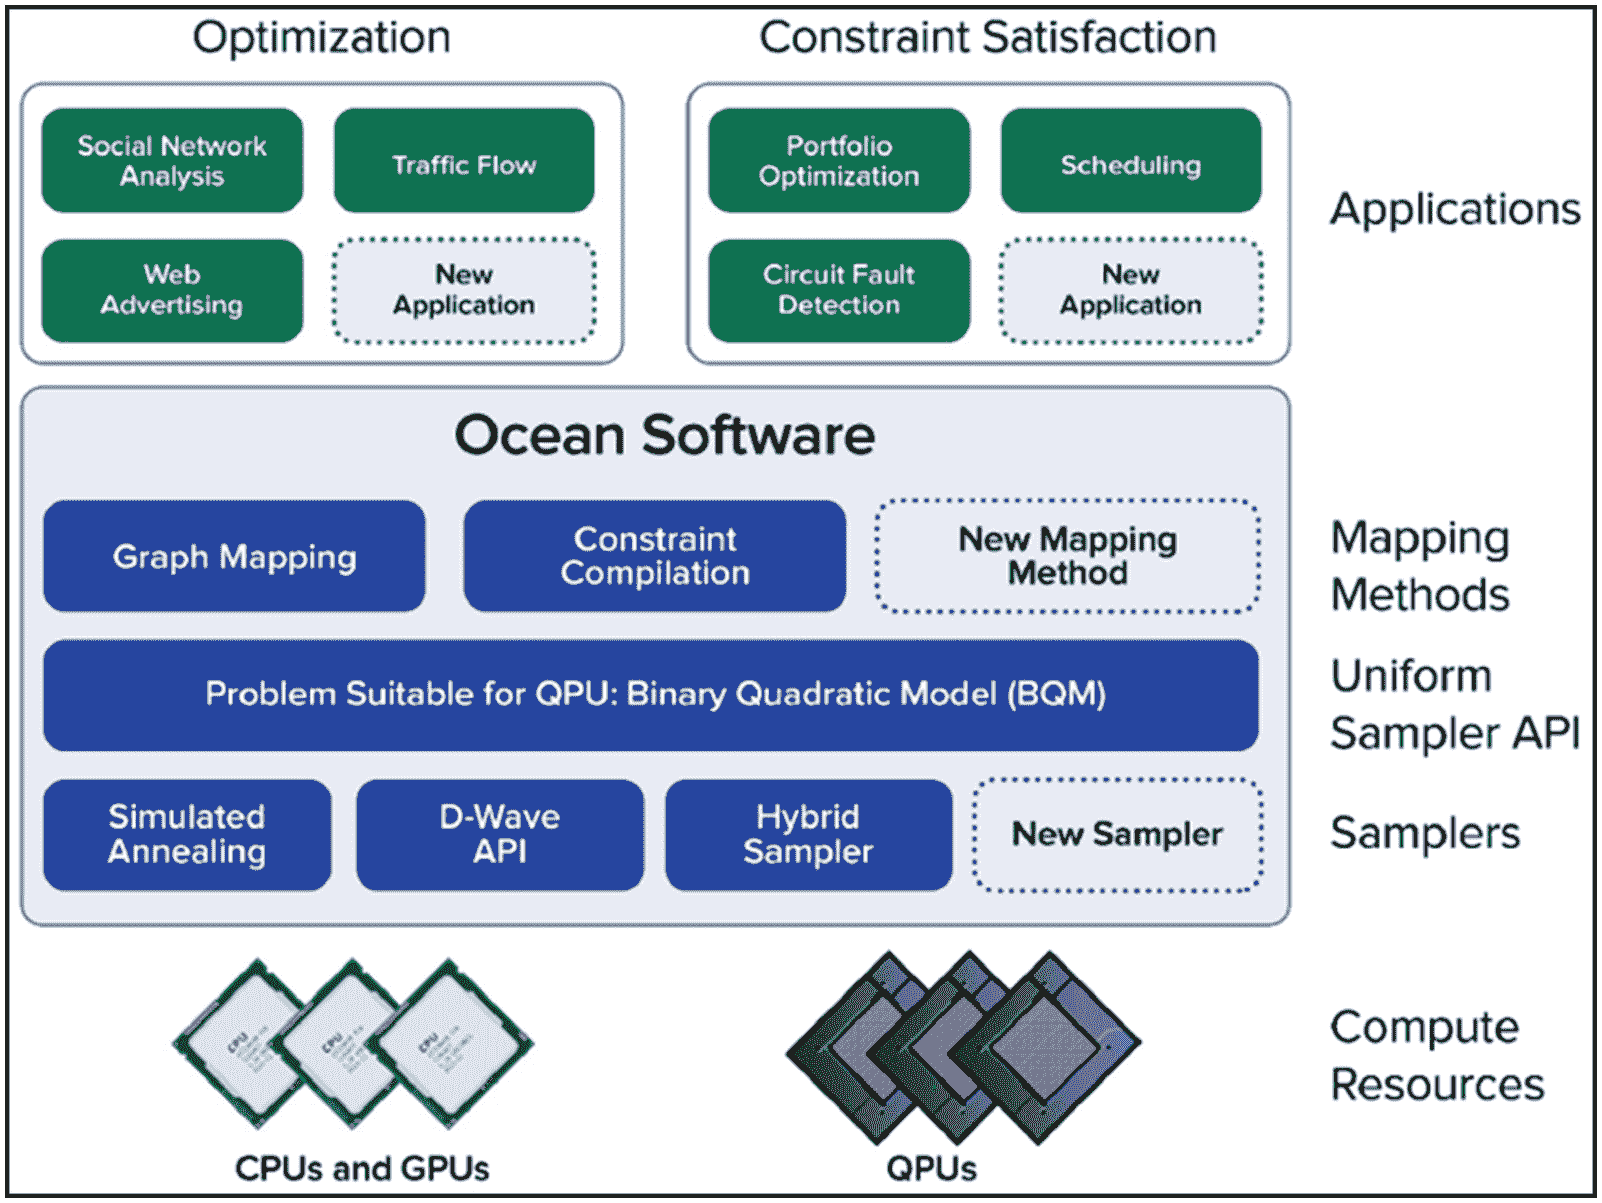 Optimization
Constraint Satisfaction
Social Network
Analysis
Traffic Flow
Portfolio
Optimization
Scheduling
Applications
Web
Advertising
New
Application
Circuit Fault
Detection
New
Application
Ocean Software
Graph Mapping
Constraint
Compilation
New Mapping
Method
Mapping
Methods
Problem Suitable for QPU: Binary Quadratic Model (BQM)
Uniform
Sampler API
Simulated
Annealing
D-Wave
API
Hybrid
Sampler
New Sampler
Samplers
CPU
CPU
CPU
Compute
Resources
CPUs and GPUs
QPUs